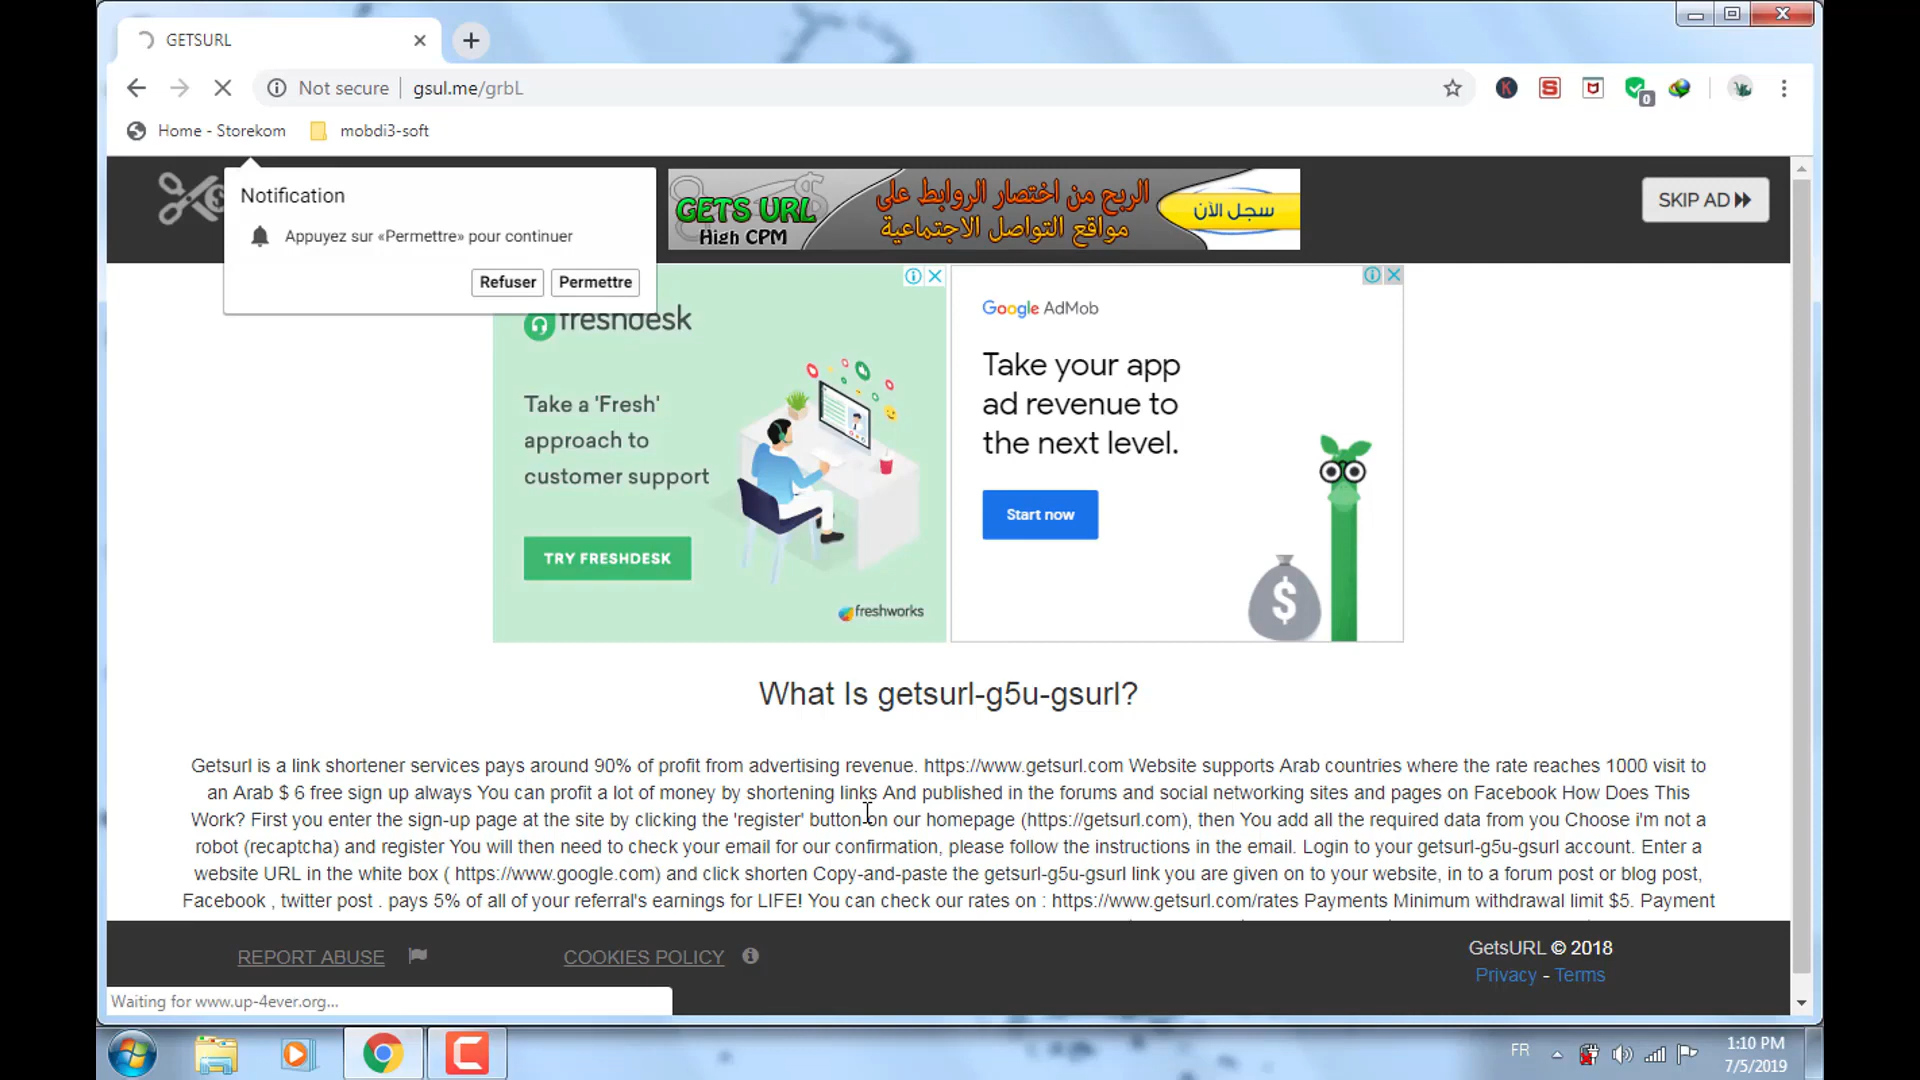 GETSURL
Not secure
gsul.me/grbL
Home - Storekom
mobdi3-soft
Notification
Appuyez sur «Permettre» pour continuer
Refuser
Permettre
GETS URL
High CPM
الربح من اختصار الروابط على
مواقع التواصل الاجتماعية
سجل الآن
SKIP AD
freshdesk
Take a 'Fresh'
approach to
customer support
TRY FRESHDESK
freshworks
Google AdMob
Take your app
ad revenue to
the next level.
Start now
What Is getsurl-g5u-gsurl?
Getsurl is a link shortener services pays around 90% of profit from advertising revenue. https://www.getsurl.com Website supports Arab countries where the rate reaches 1000 visit to
an Arab $ 6 free sign up always You can profit a lot of money by shortening links And published in the forums and social networking sites and pages on Facebook How Does This
Work? First you enter the sign-up page at the site by clicking the 'register' button on our homepage (https://getsurl.com), then You add all the required data from you Choose i'm not a
robot (recaptcha) and register You will then need to check your email for our confirmation, please follow the instructions in the email. Login to your getsurl-g5u-gsurl account. Enter a
website URL in the white box ( https://www.google.com) and click shorten Copy-and-paste the getsurl-g5u-gsurl link you are given on to your website, in to a forum post or blog post,
Facebook , twitter post . pays 5% of all of your referral's earnings for LIFE! You can check our rates on : https://www.getsurl.com/rates Payments Minimum withdrawal limit $5. Payment
REPORT ABUSE
COOKIES POLICY
GetsURL © 2018
Privacy - Terms
Waiting for www.up-4ever.org...
FR
1:10 PM
7/5/2019